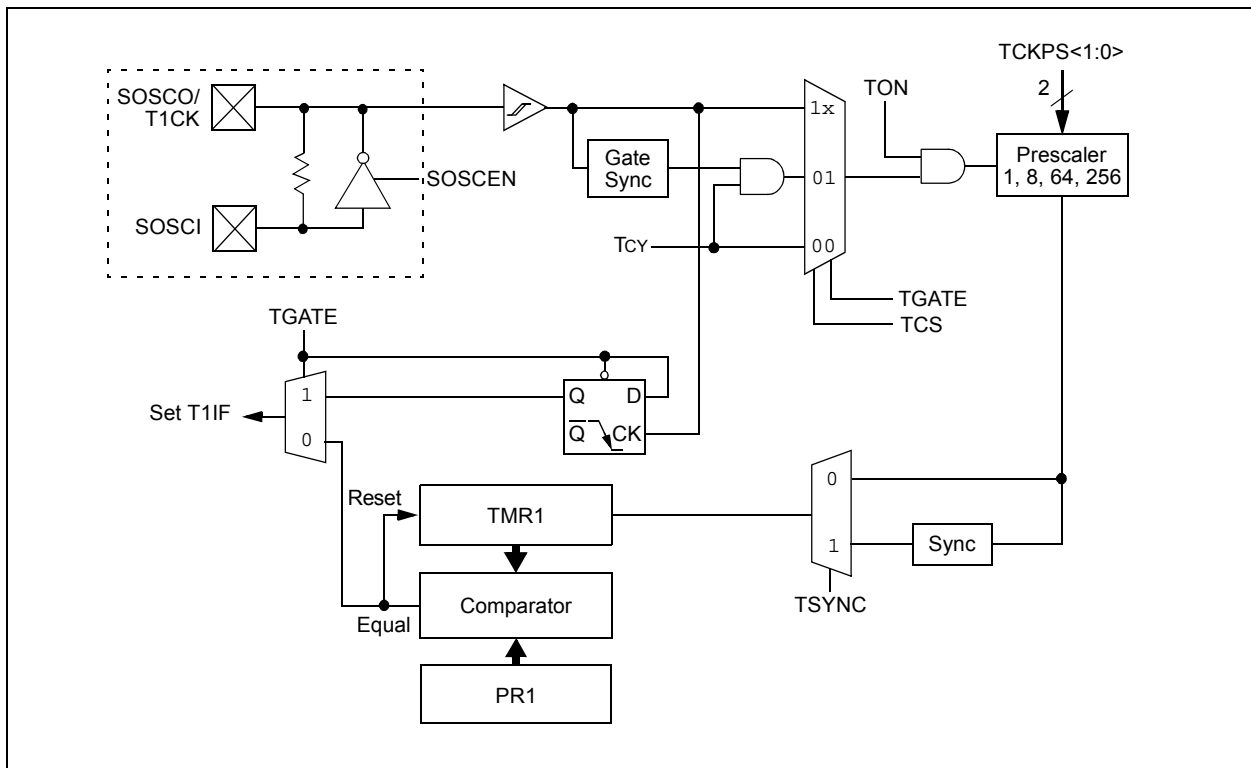 TCKPS<1:0>
2
SOSCO/
T1CK
TON
1x
Prescaler
1, 8, 64, 256
Gate
Sync
SOSCEN
01
SOSCI
TCY
00
TGATE
TCS
TGATE
1
Q
D
Set T1IF
0
Q
CK
Reset
TMR1
0
1
Sync
Comparator
TSYNC
Equal
PR1